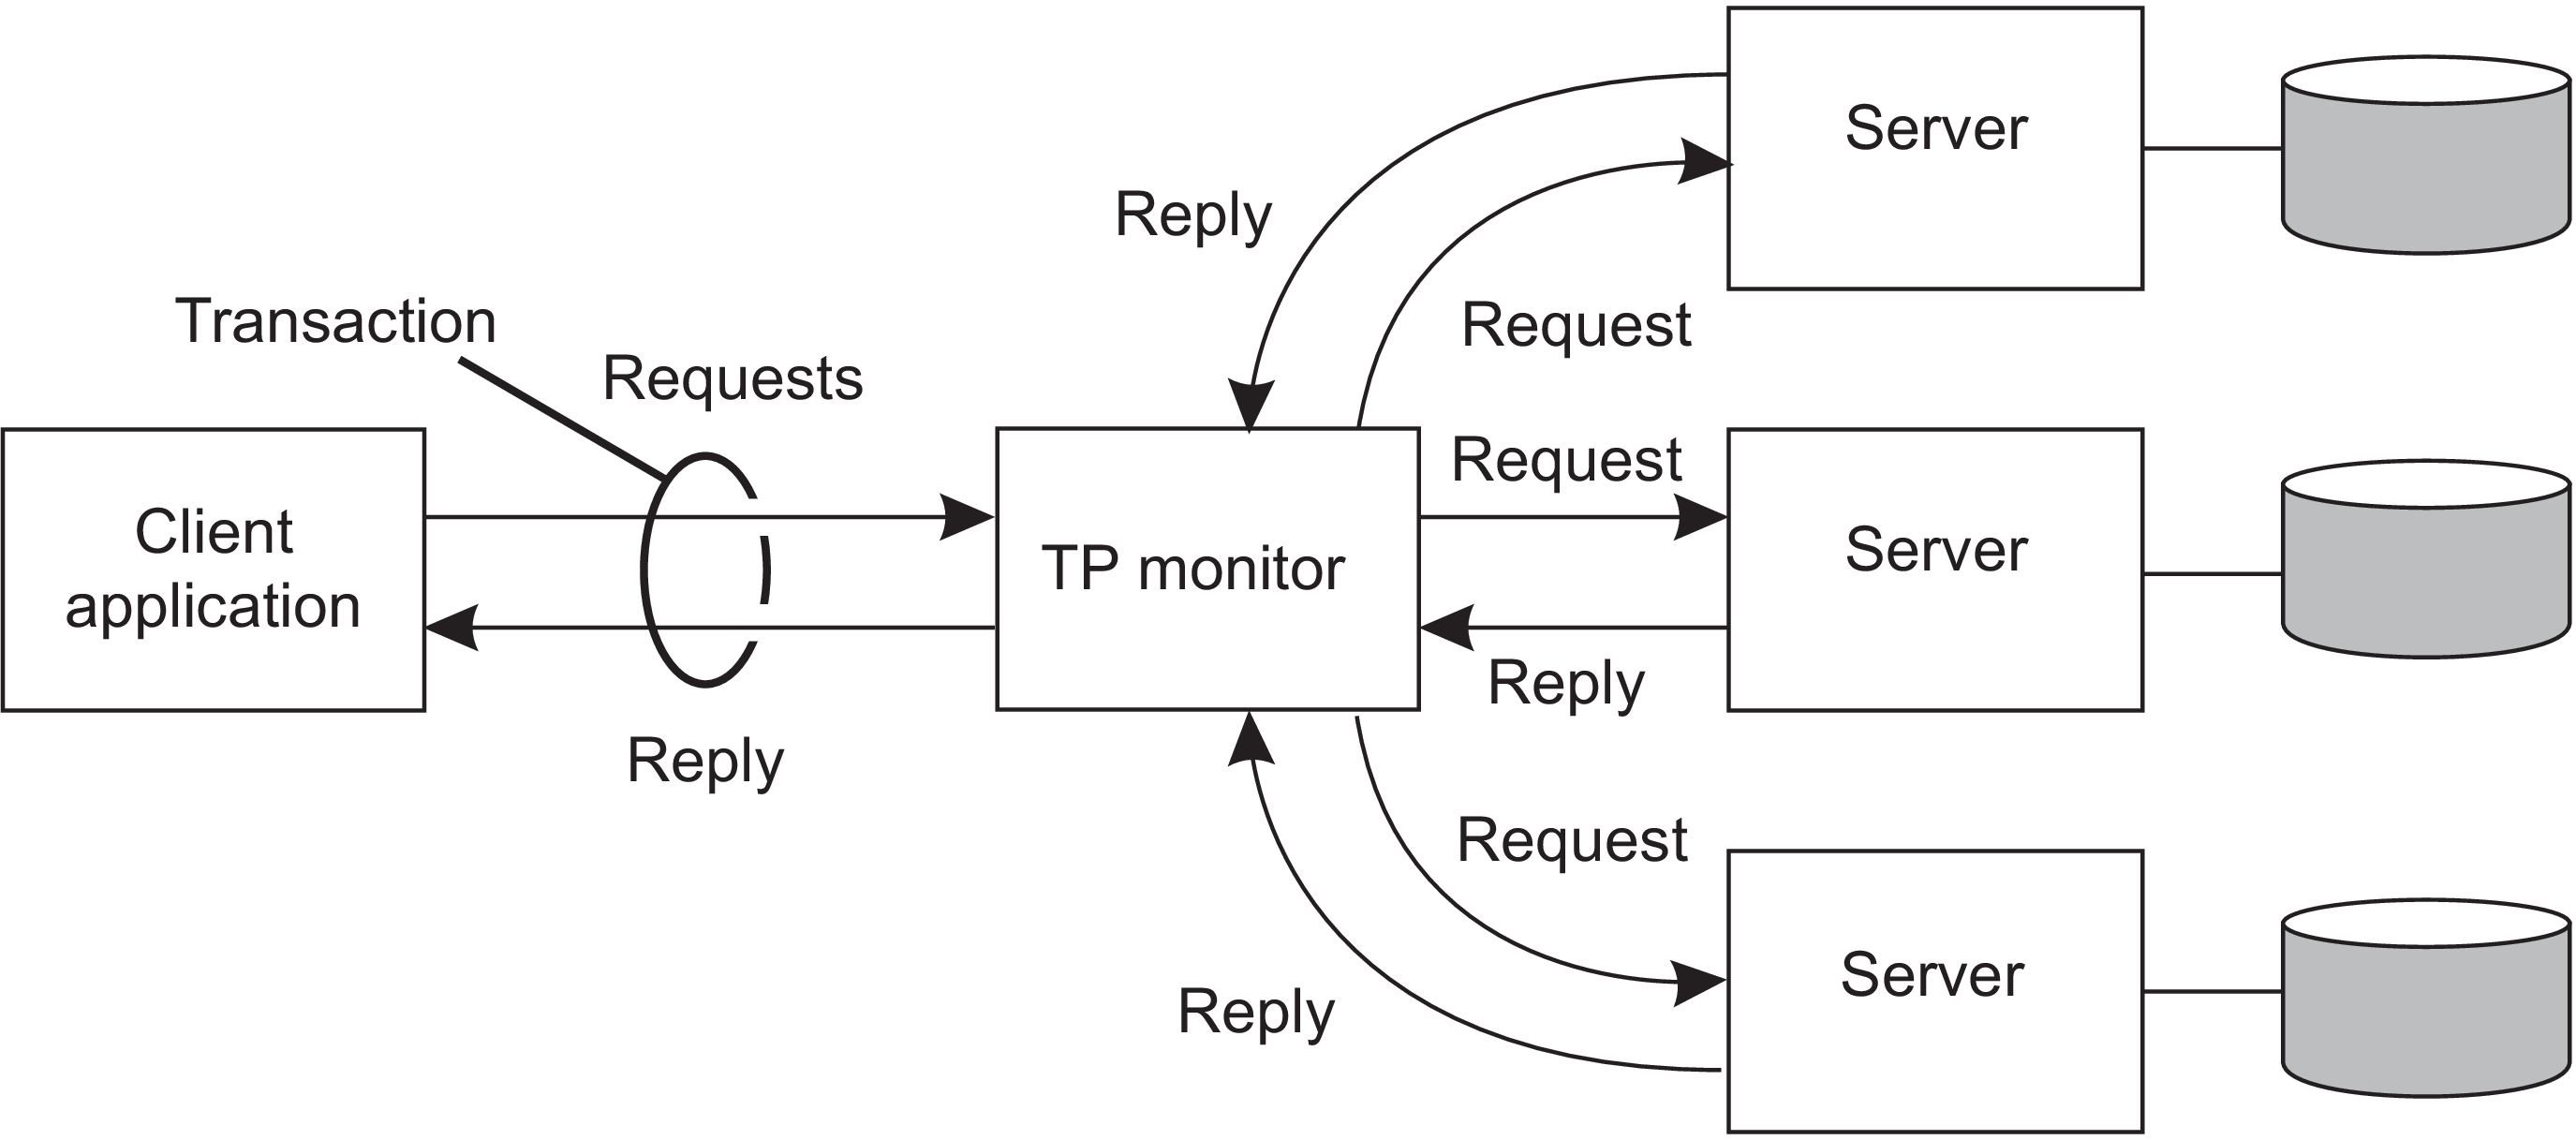 Server
Reply
Transaction
Requests
Request
Request
Client
application
TP monitor
Server
Reply
Reply
Request
Server
Reply